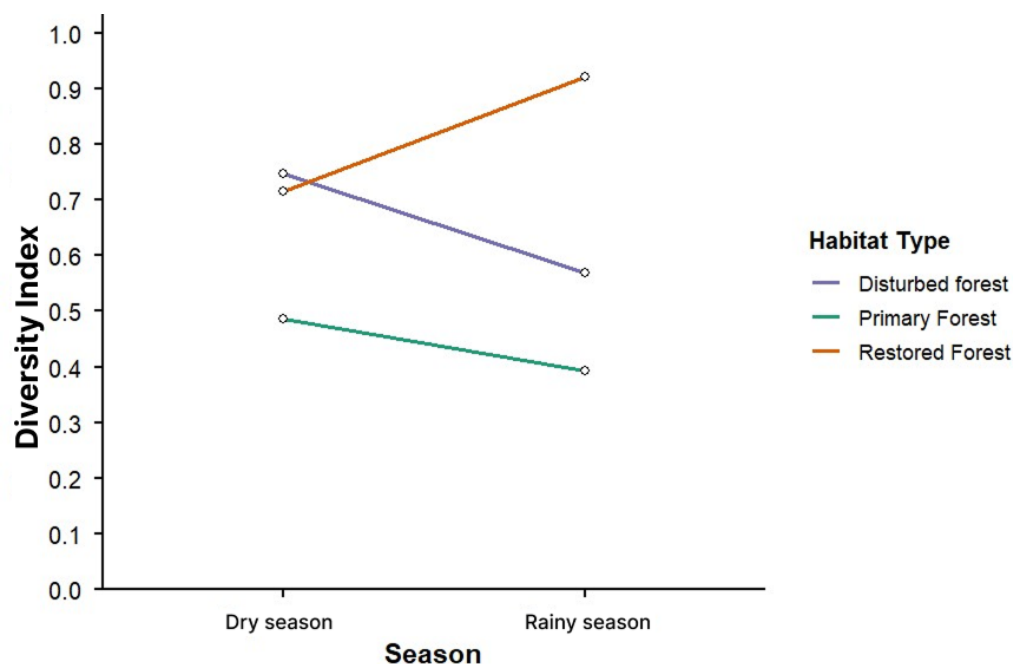 1.0
0.9
0.8
0.7
0.6
0.5
0.4
0.3
0.2
0.1
0.0
Diversity Index
Dry season
Rainy season
Season
Habitat Type
Disturbed forest
Primary Forest
Restored Forest